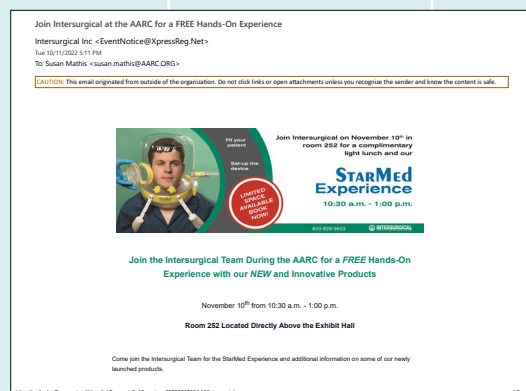 Join Intersurgical at the AARC for a FREE Hands-On Experience
Intersurgical Inc <EventNotice@XpressReg.Net>
Tue 10/11/2022 5:11 PM
To: Susan Mathis <susan.mathis@AARC.ORG>
CAUTION: This email originated from outside of the organization. Do not click links or open attachments unless you recognize the sender and know the content is safe.
Fit your
patient
Set-up the
device
LIMITED
SPACE
AVAILABLE
BOOK
NOW!
Join Intersurgical on November 10th in
room 252 for a complimentary
light lunch and our
STARMED
Experience
10:30 a.m. - 1:00 p.m.
800-828-9633
INTERSURGICAL
Join the Intersurgical Team During the AARC for a FREE Hands-On
Experience with our NEW and Innovative Products
November 10th from 10:30 a.m. - 1:00 p.m.
Room 252 Located Directly Above the Exhibit Hall
Come join the Intersurgical Team for the StarMed Experience and additional information on some of our newly
launched products.